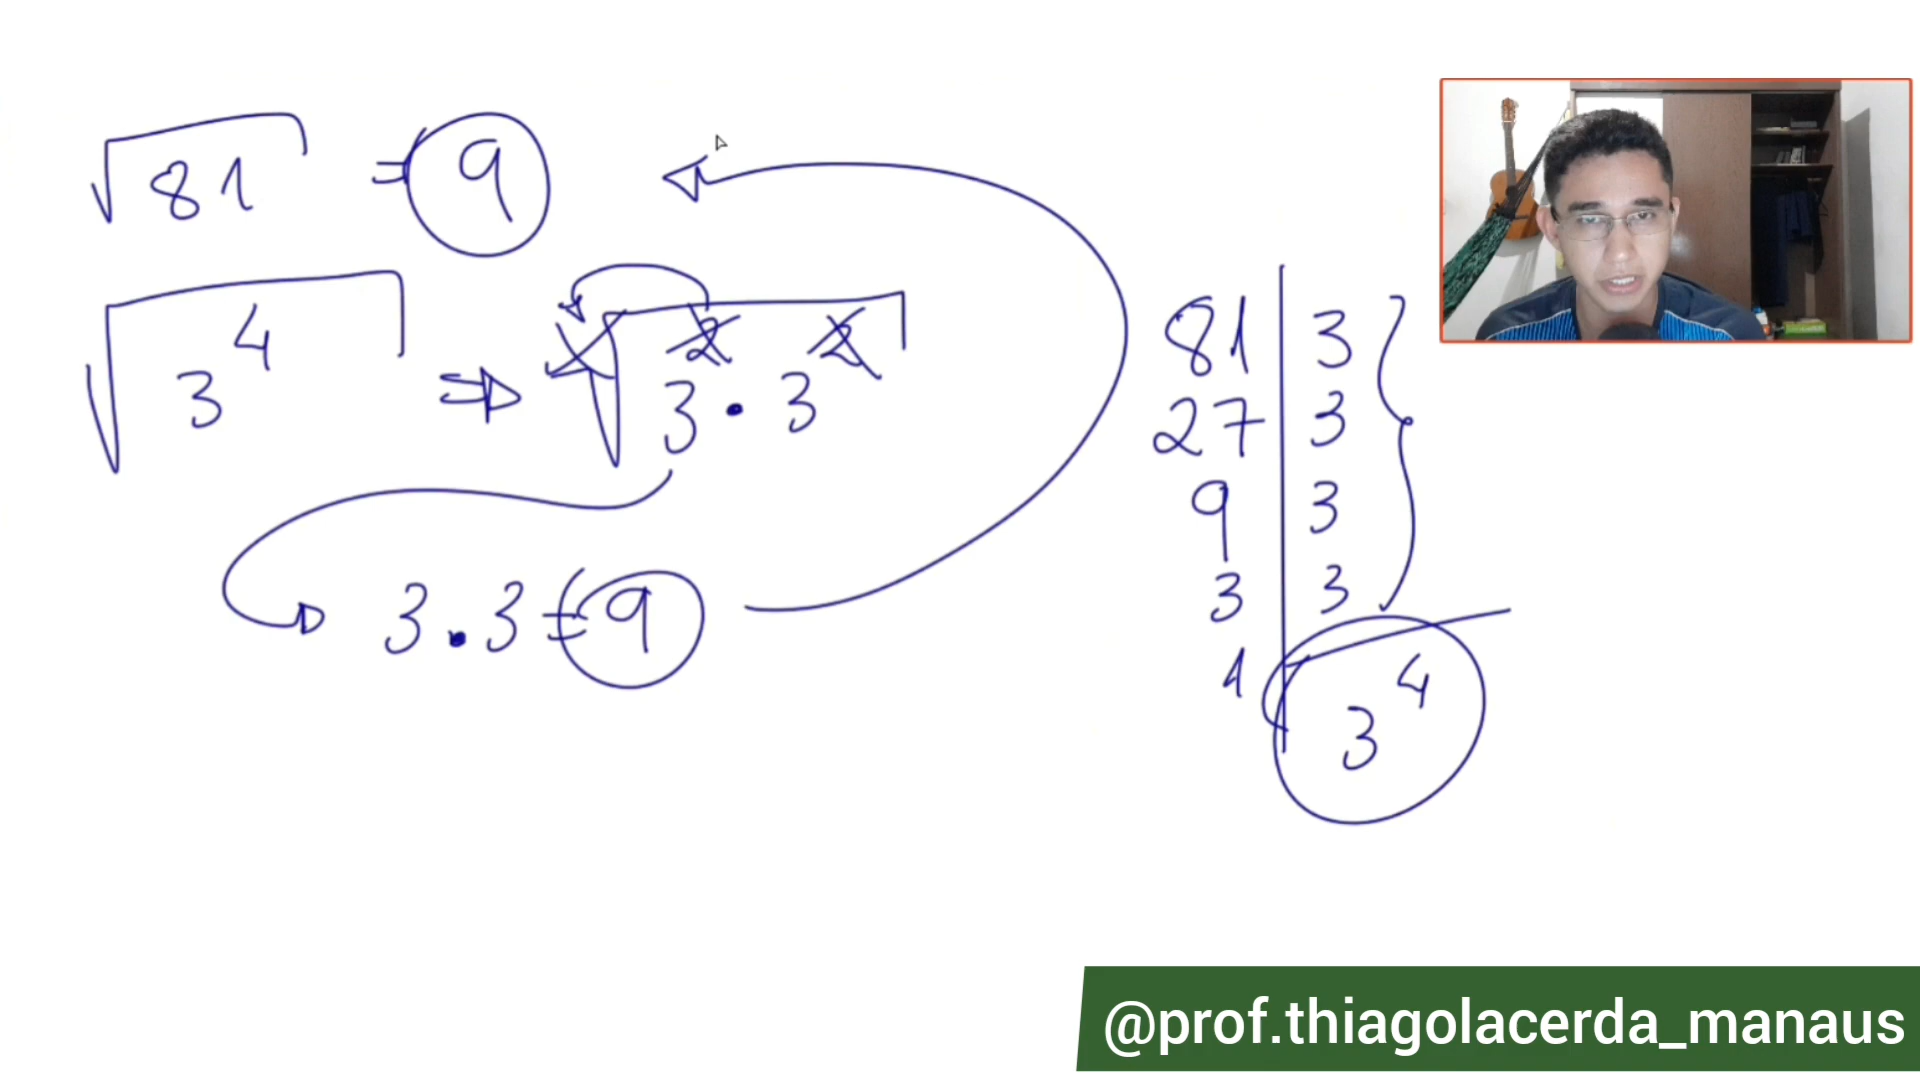 √81 = 9
√3⁴ ⇒ ²√3² · 3²
3 . 3 = 9
81 | 3
27 | 3
9 | 3
3 | 3
1 | 3⁴
@prof.thiagolacerda_manaus